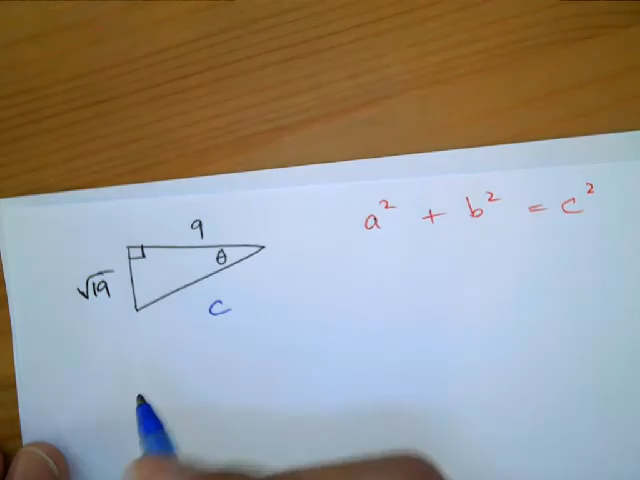 9
a² + b² = c²
θ
√19
c